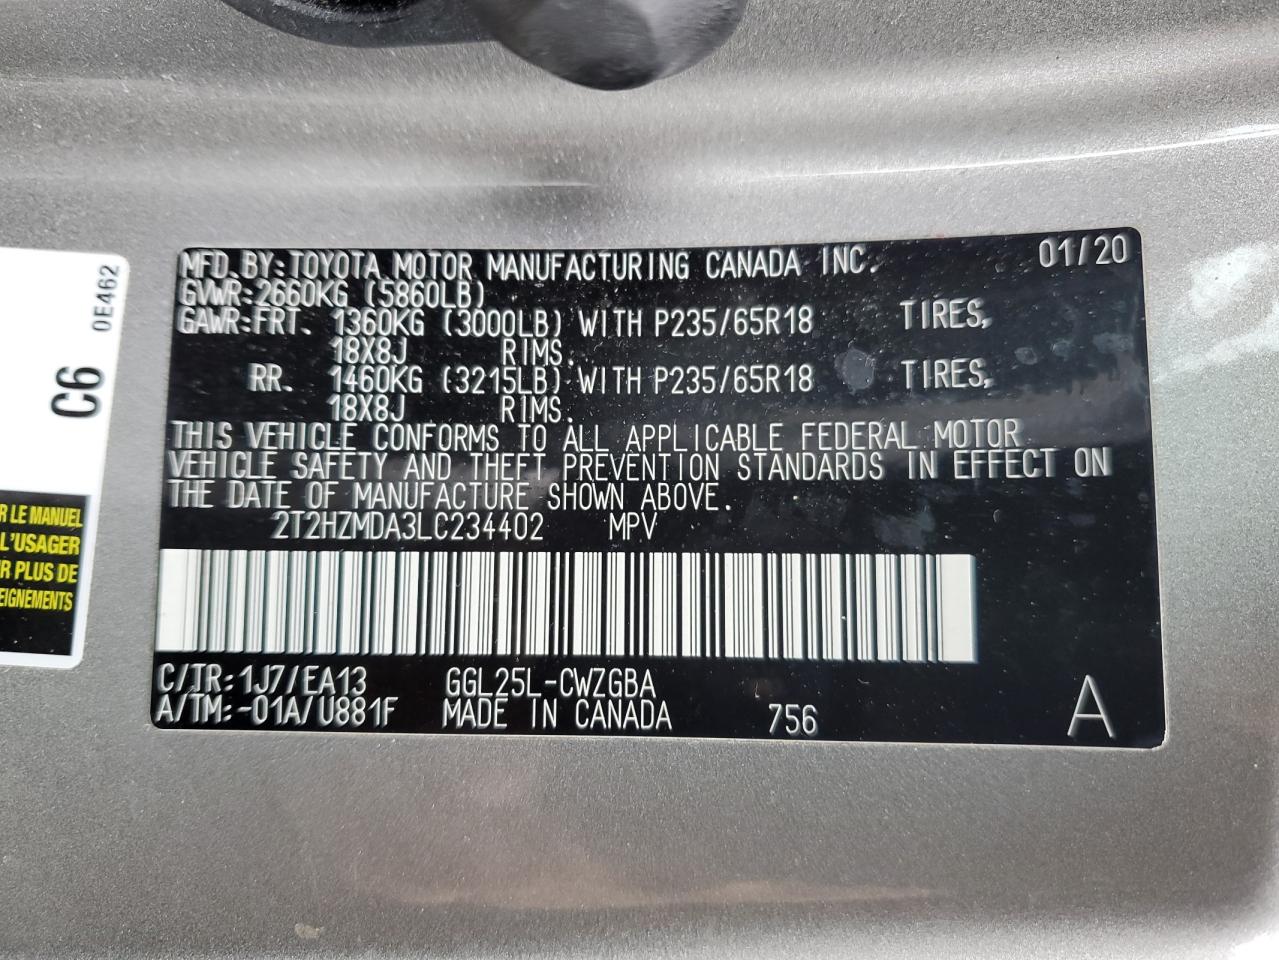 MFD.BY:TOYOTA MOTOR MANUFACTURING CANADA INC. 01/20
GVWR:2660KG (5860LB)
GAWR:FRT. 1360KG (3000LB) WITH P235/65R18 TIRES,
18X8J RIMS.
RR. 1460KG (3215LB) WITH P235/65R18 TIRES,
18X8J RIMS.
THIS VEHICLE CONFORMS TO ALL APPLICABLE FEDERAL MOTOR
VEHICLE SAFETY AND THEFT PREVENTION STANDARDS IN EFFECT ON
THE DATE OF MANUFACTURE SHOWN ABOVE.
2T2HZMDA3LC234402 MPV
C/TR:1J7/EA13 GGL25L-CWZGBA
A/TM:-01A/U881F MADE IN CANADA 756 A
C6 0E462
R LE MANUEL
L'USAGER
R PLUS DE
EIGNEMENTS